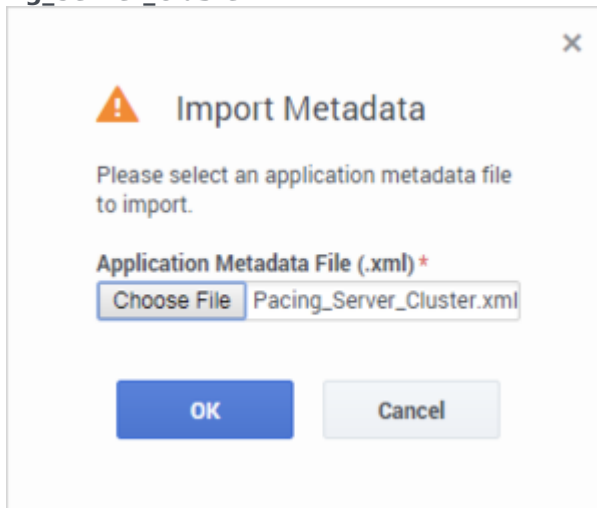 ×
Import Metadata
Please select an application metadata file
to import.
Application Metadata File (.xml) *
Choose File Pacing_Server_Cluster.xml
OK Cancel